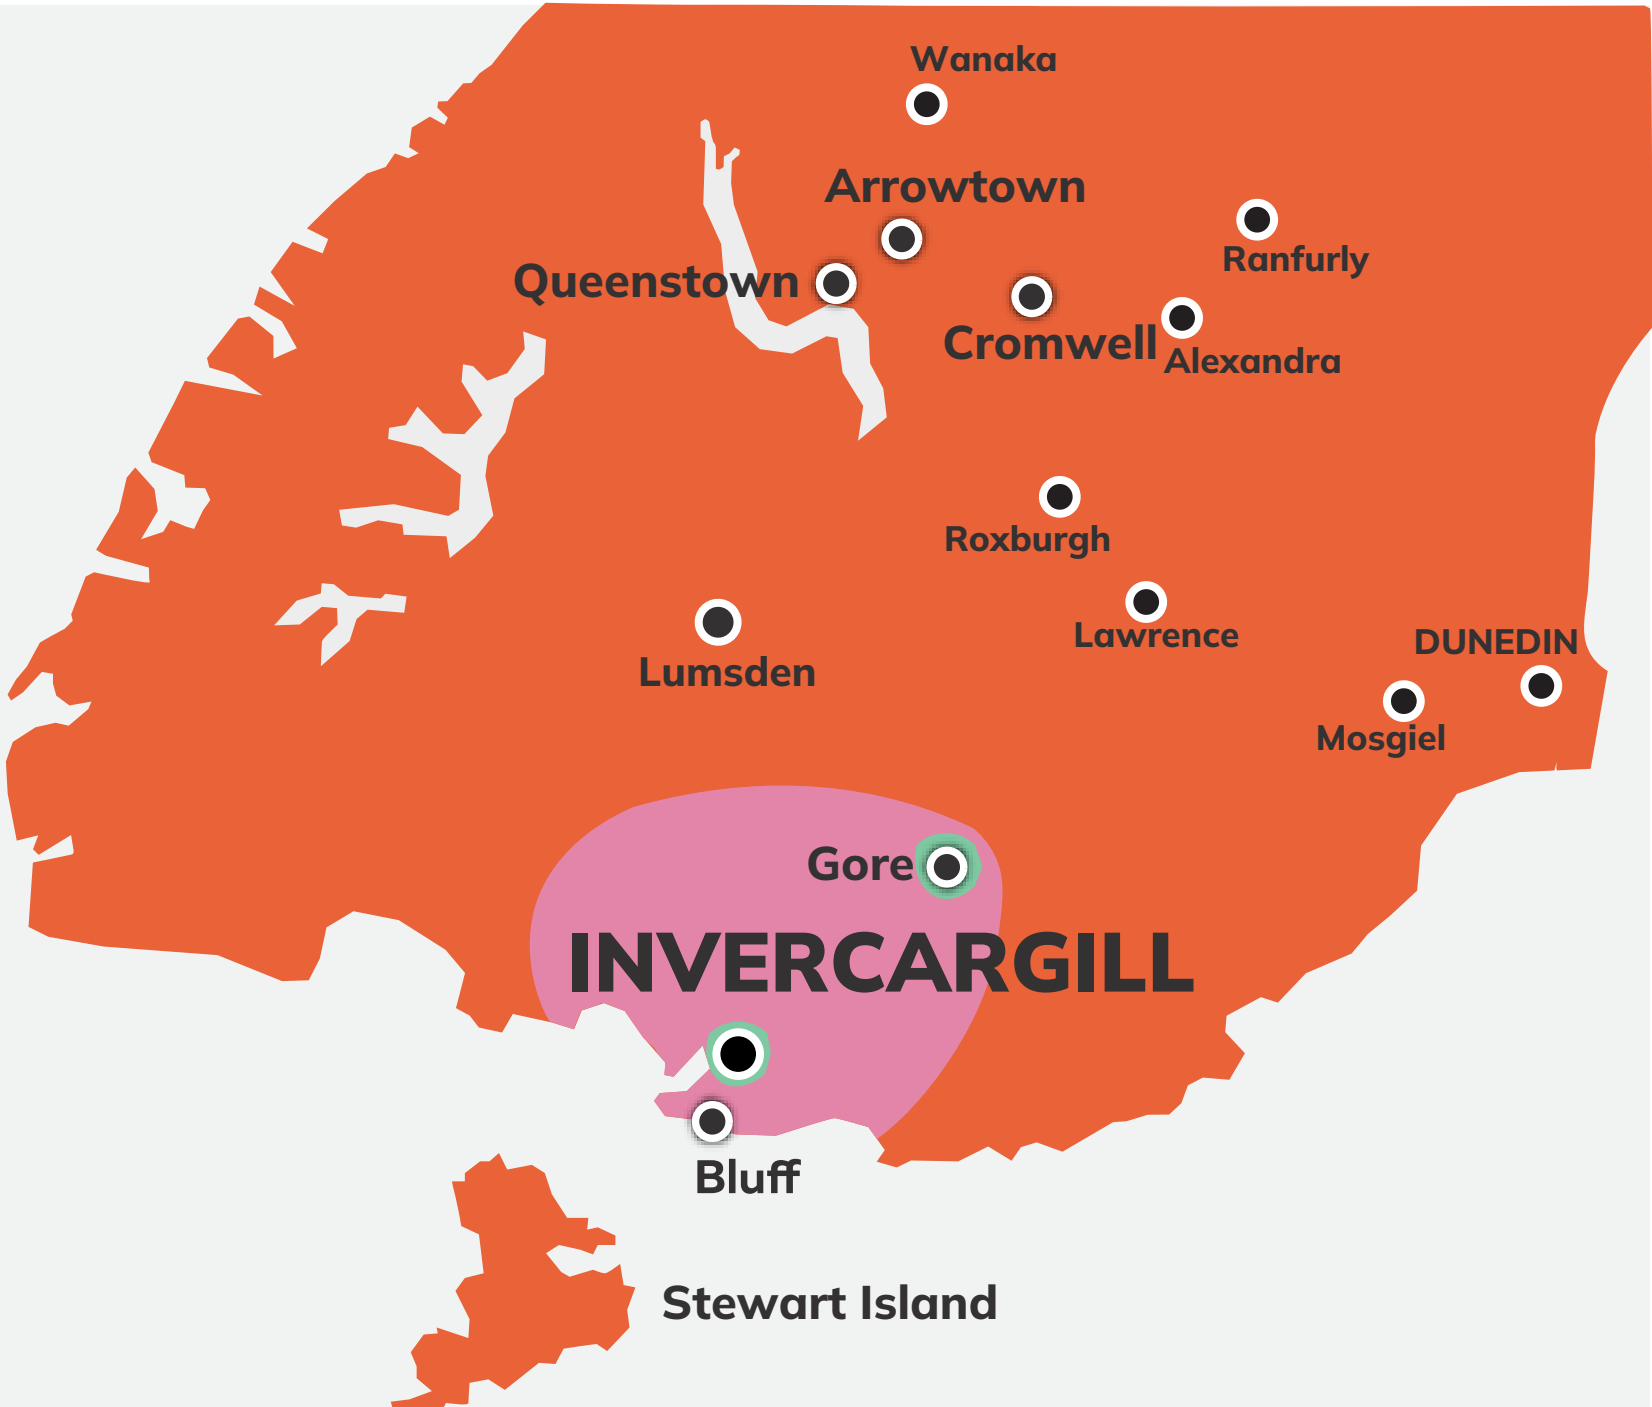 Wanaka
Arrowtown
Ranfurly
Queenstown
Cromwell
Alexandra
Roxburgh
Lawrence
DUNEDIN
Lumsden
Mosgiel
Gore
INVERCARGILL
Bluff
Stewart Island